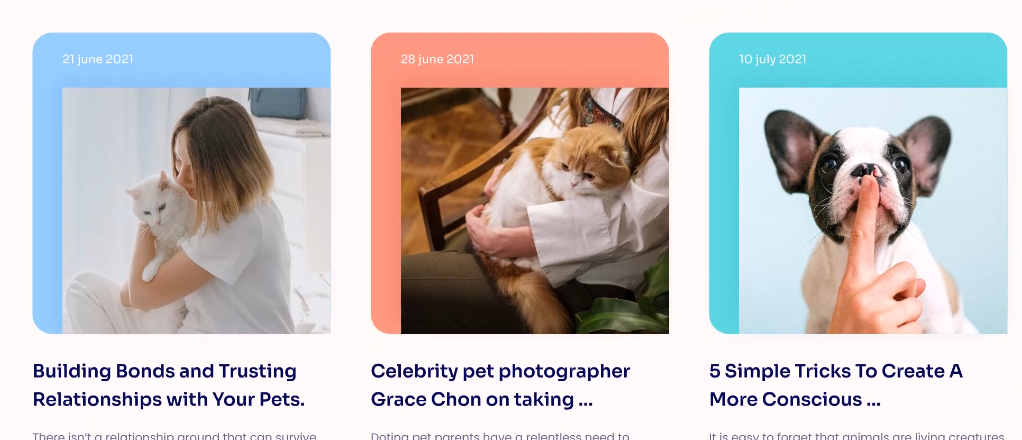 21 june 2021
28 june 2021
10 july 2021
Building Bonds and Trusting
Relationships with Your Pets.
Celebrity pet photographer
Grace Chon on taking ...
5 Simple Tricks To Create A
More Conscious ...
There isn't a relationship around that can survive
Doting pet parents have a relentless need to
It is easy to forget that animals are living creatures